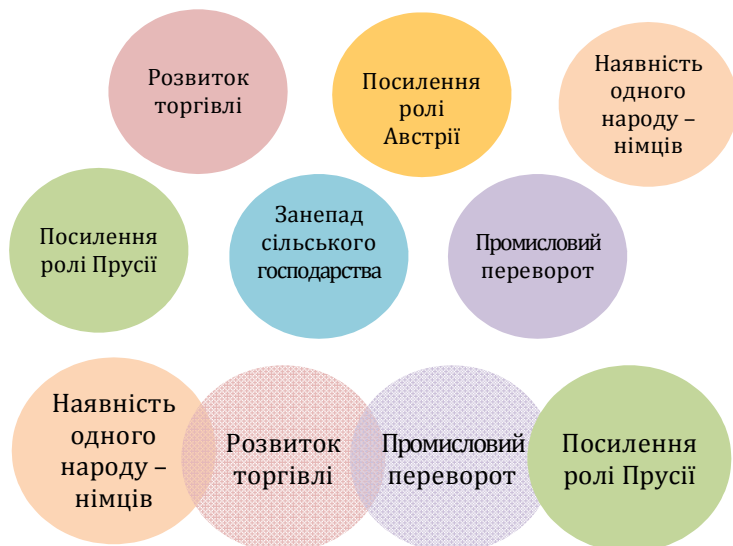 Розвиток
торгівлі
Посилення
ролі
Австрії
Наявність
одного
народу –
німців
Посилення
ролі Прусії
Занепад
сільського
господарства
Промисловий
переворот
Наявність
одного
народу –
німців
Розвиток
торгівлі
Промисловий
переворот
Посилення
ролі Прусії